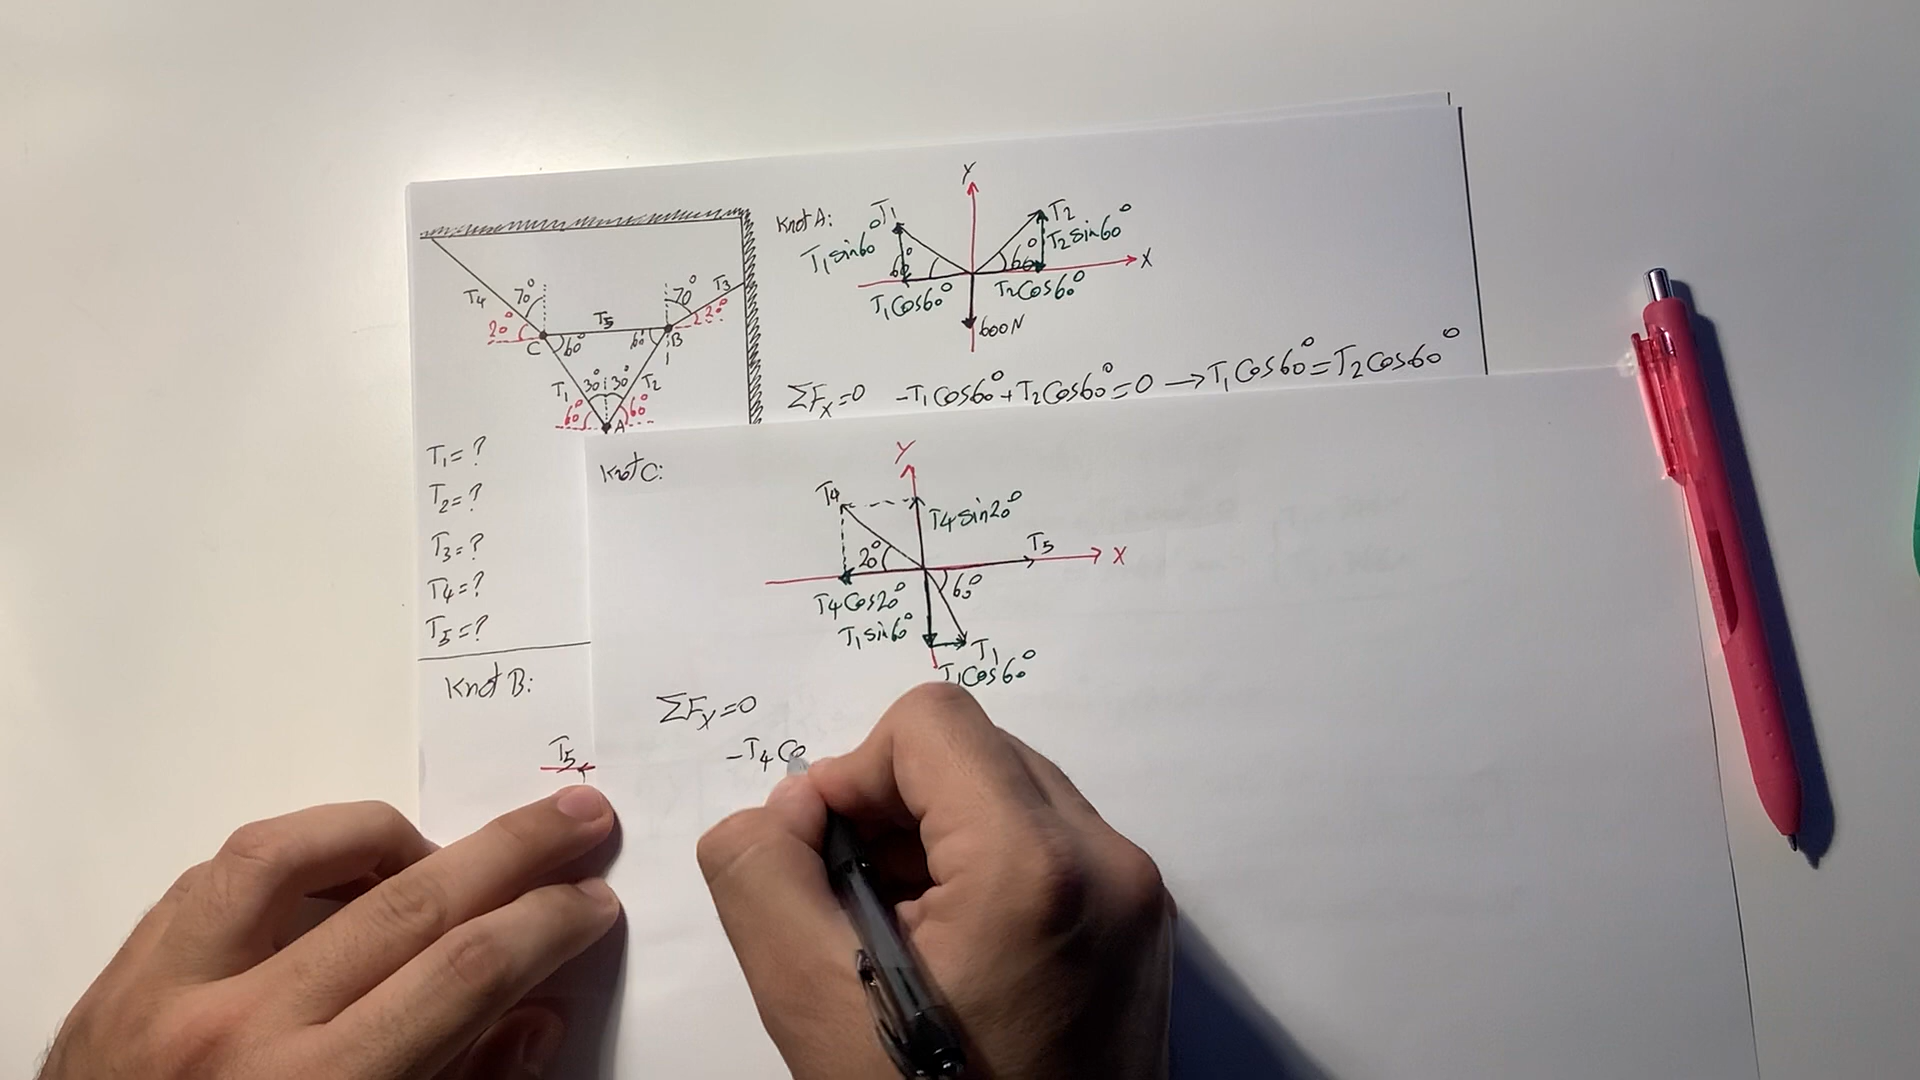 Knot A:
Y
T1
T2
T1 sin60°
T2 sin60°
60°
60°
X
T1 Cos60°
T2 Cos60°
600N
ΣFx=0 -T1 Cos60°+T2 Cos60°=0 → T1 Cos60°=T2 Cos60°
T4
70°
70°
T3
20°
T5
C
60°
60°
B
T1
30°
30°
T2
60°
60°
A
T1=?
T2=?
T3=?
T4=?
T5=?
Knot B:
T5
Knot C:
Y
T4
T4 sin20°
20°
T5
X
T4 Cos20°
60°
T1 sin60°
T1
T1 Cos60°
ΣFx=0
-T4 Co